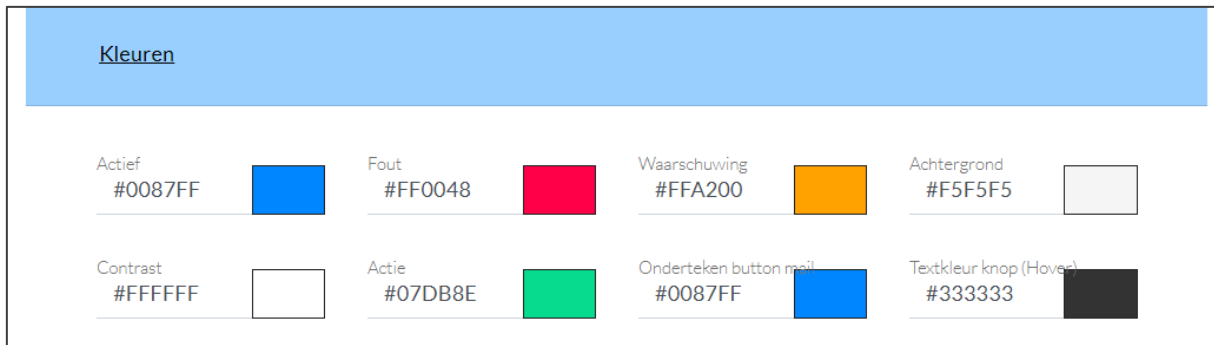 Kleuren
Actief Fout Waarschuwing Achtergrond
#0087FF #FF0048 #FFA200 #F5F5F5
Contrast Actie Onderteken button mail Textkleur knop (Hover)
#FFFFFF #07DB8E #0087FF #333333